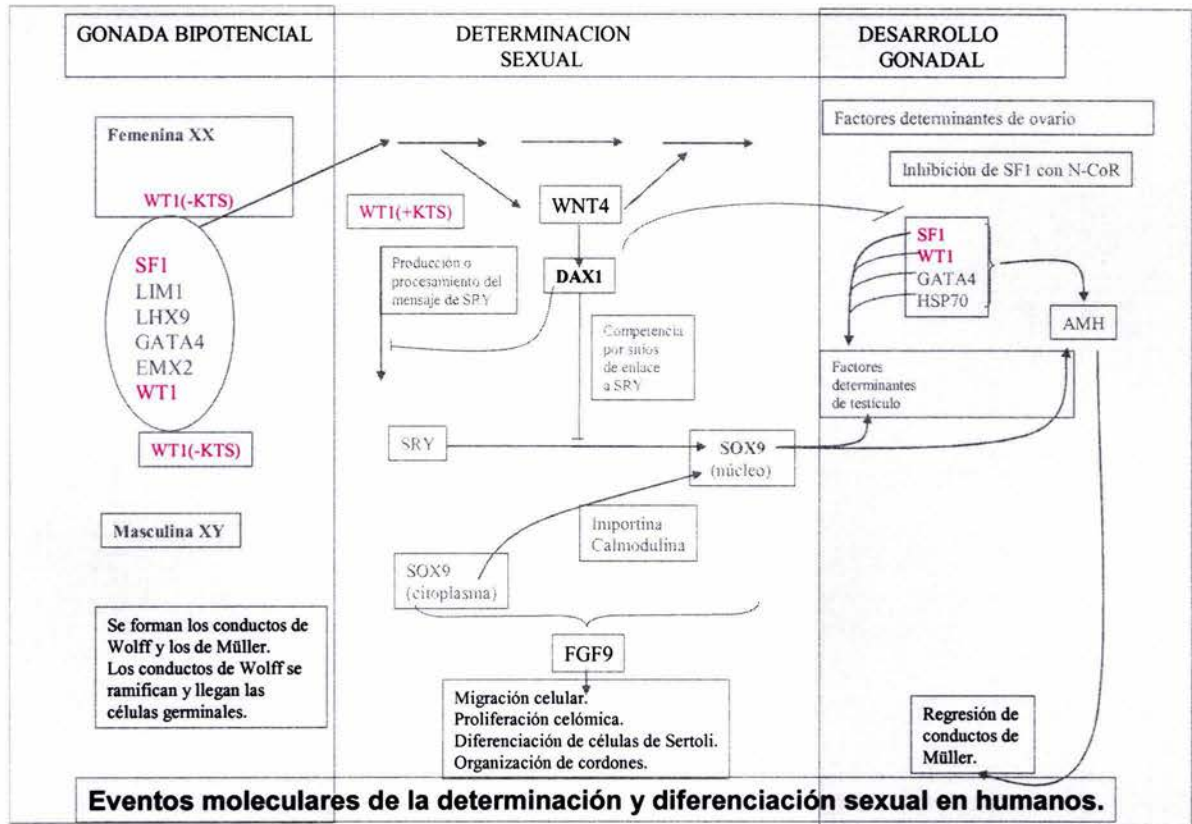 GONADA BIPOTENCIAL
DETERMINACION
SEXUAL
DESARROLLO
GONADAL
Femenina XX
WT1(-KTS)
SF1
LIM1
LHX9
GATA4
EMX2
WT1
WT1(-KTS)
Masculina XY
Se forman los conductos de
Wolff y los de Müller.
Los conductos de Wolff se
ramifican y llegan las
células germinales.
WT1(+KTS)
WNT4
Producción o
procesamiento del
mensaje de SRY
DAX1
Competencia
por sitios
de enlace
a SRY
SRY
SOX9
(núcleo)
Importina
Calmodulina
SOX9
(citoplasma)
FGF9
Migración celular.
Proliferación celómica.
Diferenciación de células de Sertoli.
Organización de cordones.
Factores determinantes de ovario
Inhibición de SF1 con N-CoR
SF1
WT1
GATA4
HSP70
AMH
Factores
determinantes
de testículo
Regresión de
conductos de
Müller.
Eventos moleculares de la determinación y diferenciación sexual en humanos.